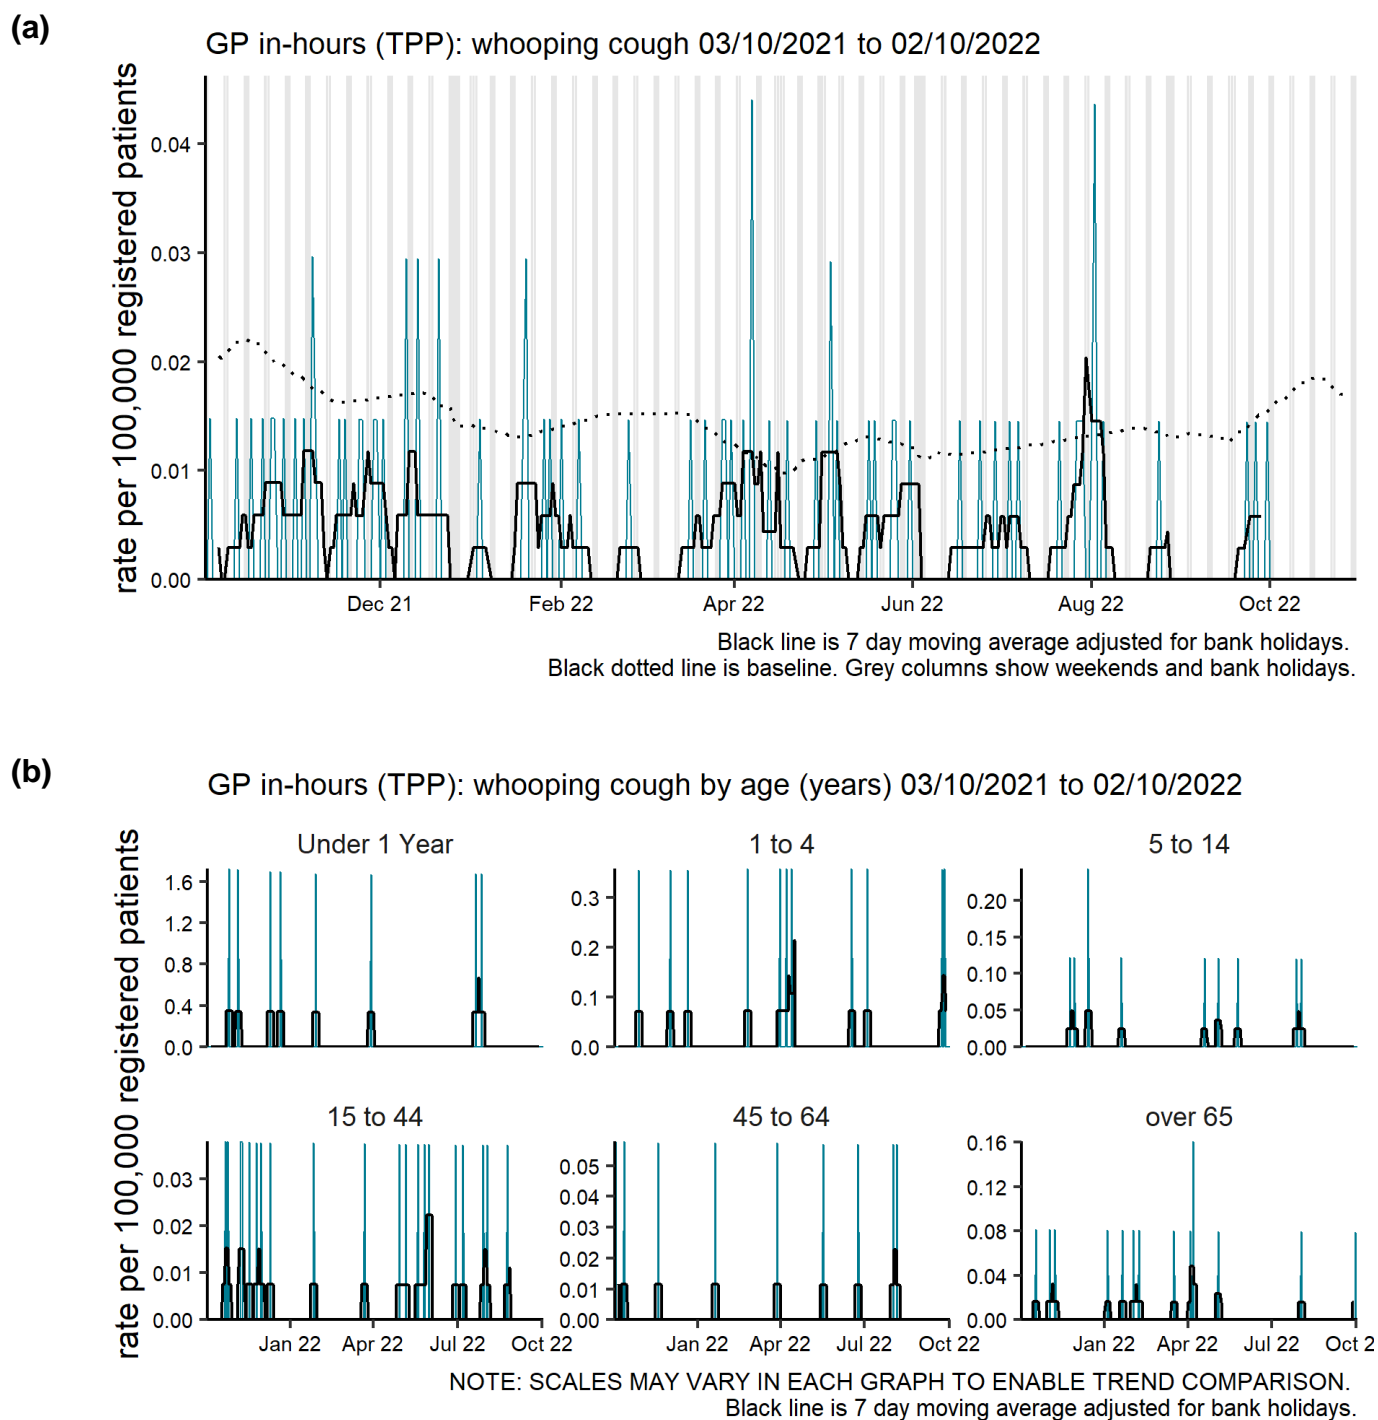 (a)
GP in-hours (TPP): whooping cough 03/10/2021 to 02/10/2022
rate per 100,000 registered patients
0.04
0.03
0.02
0.01
0.00
Dec 21 Feb 22 Apr 22 Jun 22 Aug 22 Oct 22
Black line is 7 day moving average adjusted for bank holidays.
Black dotted line is baseline. Grey columns show weekends and bank holidays.
(b)
GP in-hours (TPP): whooping cough by age (years) 03/10/2021 to 02/10/2022
rate per 100,000 registered patients
Under 1 Year
1.6
1.2
0.8
0.4
0.0
1 to 4
0.3
0.2
0.1
0.0
5 to 14
0.20
0.15
0.10
0.05
0.00
15 to 44
0.03
0.02
0.01
0.00
Jan 22 Apr 22 Jul 22 Oct 22
45 to 64
0.05
0.04
0.03
0.02
0.01
0.00
Jan 22 Apr 22 Jul 22 Oct 22
over 65
0.16
0.12
0.08
0.04
0.00
Jan 22 Apr 22 Jul 22 Oct 2
NOTE: SCALES MAY VARY IN EACH GRAPH TO ENABLE TREND COMPARISON.
Black line is 7 day moving average adjusted for bank holidays.